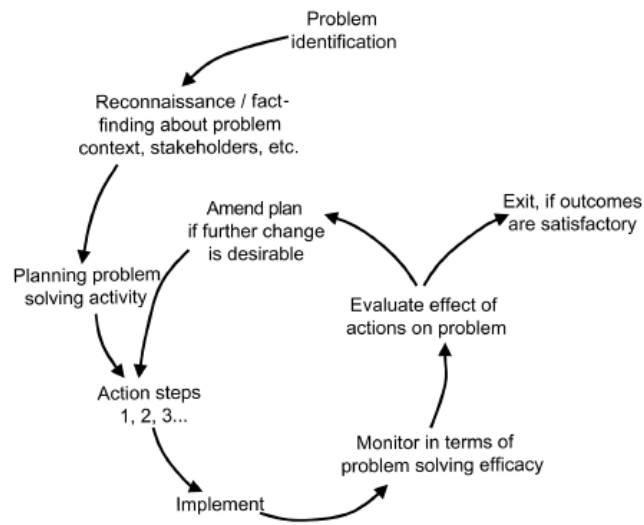 Problem
identification
Reconnaissance / fact-
finding about problem
context, stakeholders, etc.
Planning problem
solving activity
Action steps
1, 2, 3...
Implement
Monitor in terms of
problem solving efficacy
Evaluate effect of
actions on problem
Amend plan
if further change
is desirable
Exit, if outcomes
are satisfactory